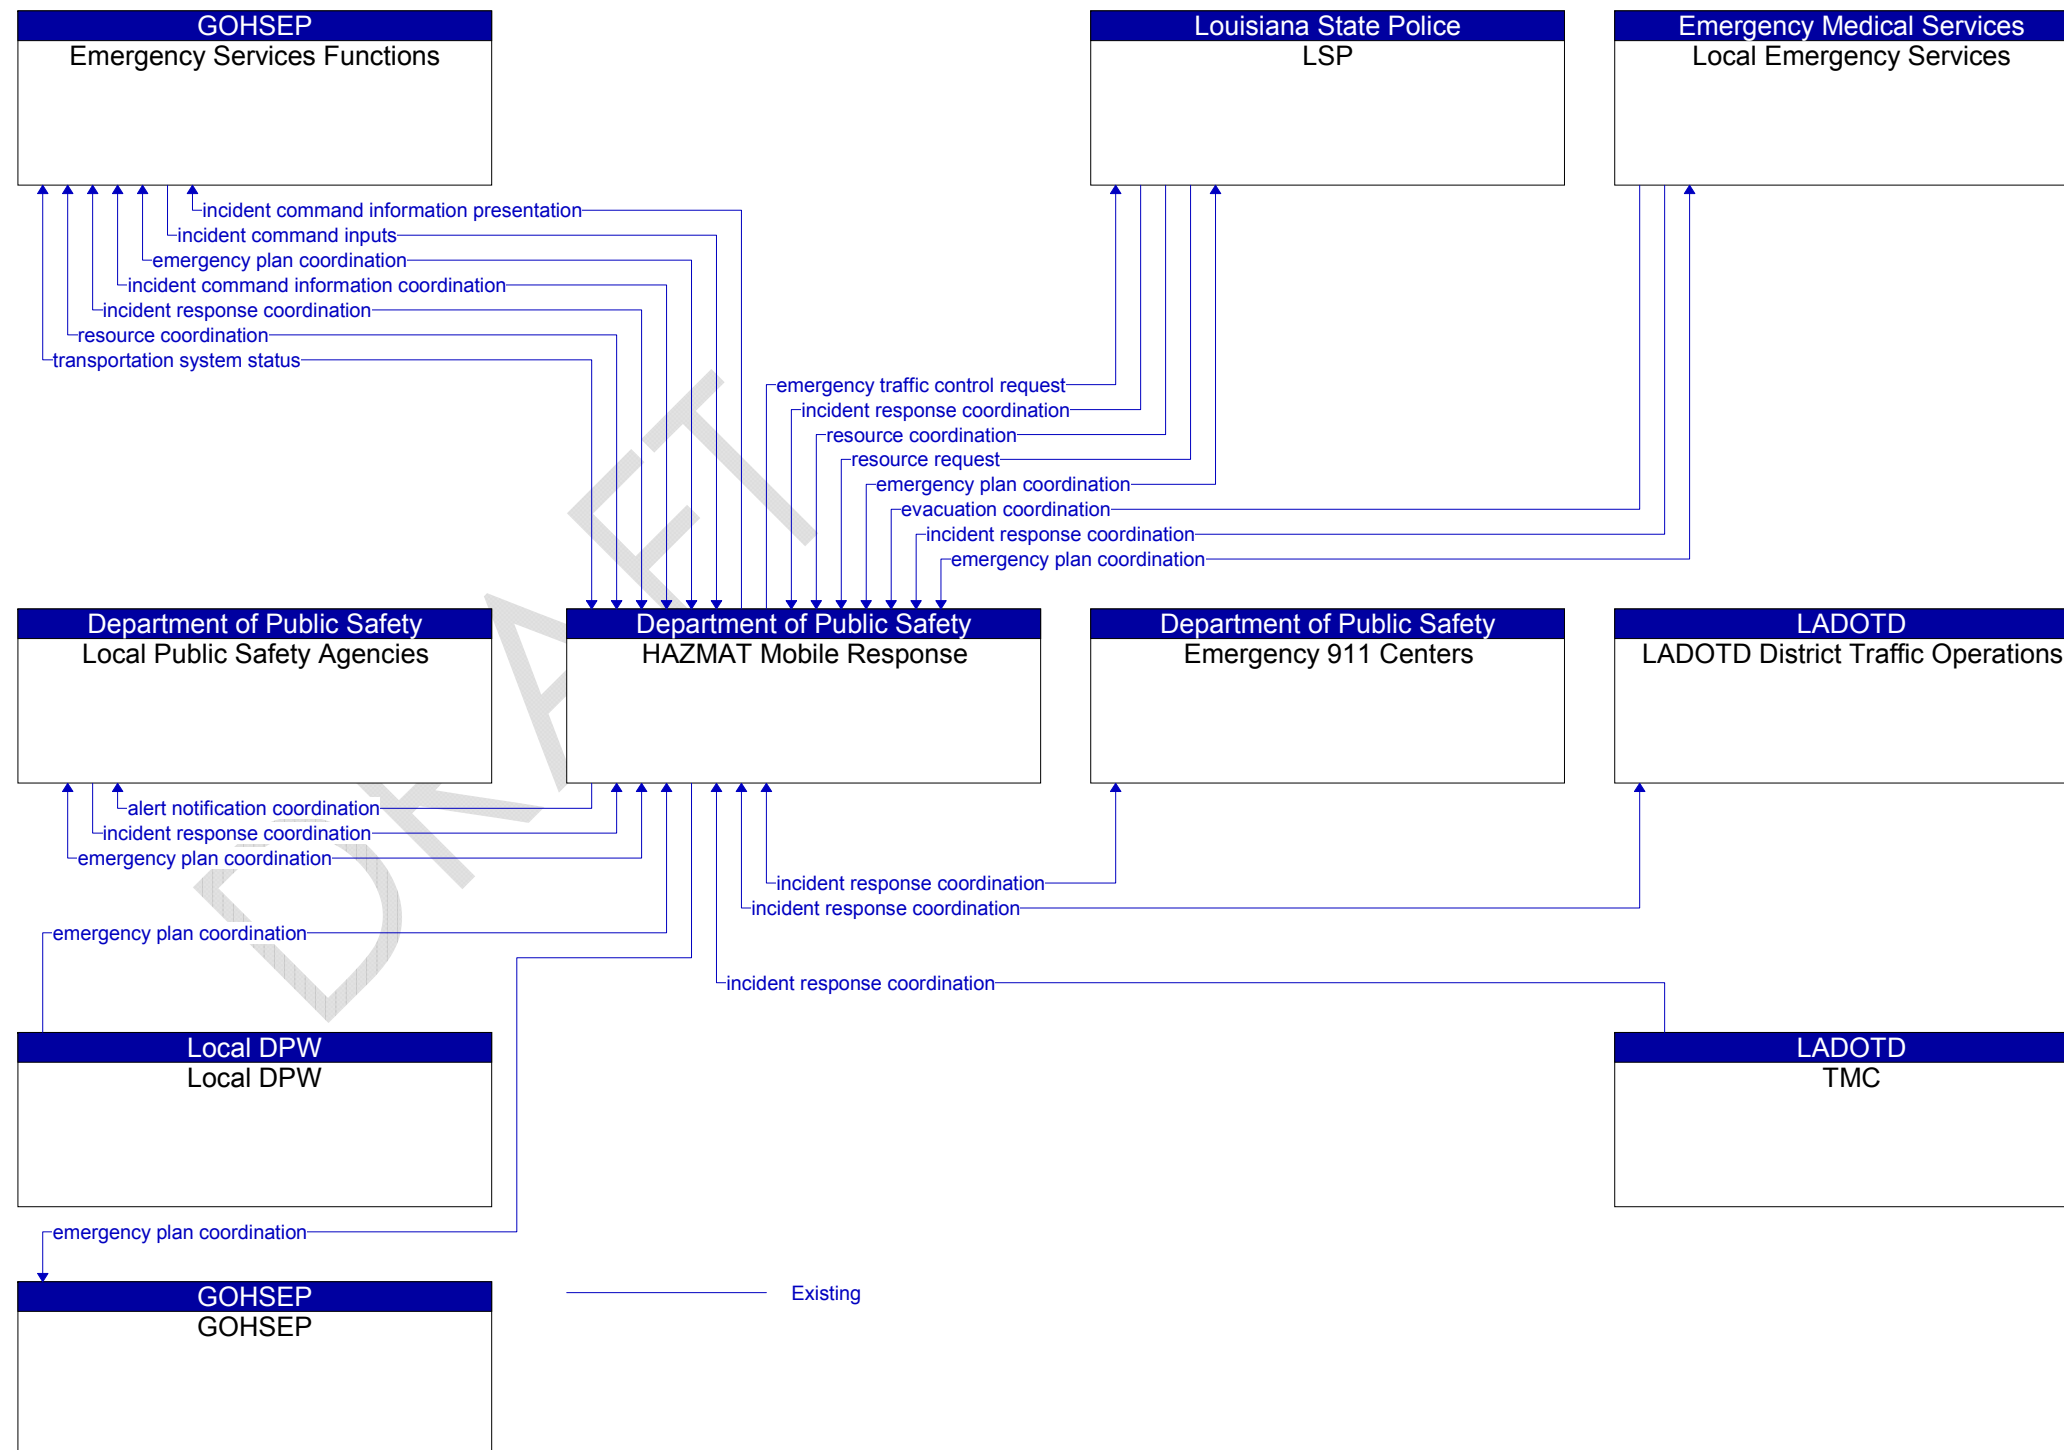 GOHSEP
Emergency Services Functions
Louisiana State Police
LSP
Emergency Medical Services
Local Emergency Services
incident command information presentation
incident command inputs
emergency plan coordination
incident command information coordination
incident response coordination
resource coordination
transportation system status
emergency traffic control request
incident response coordination
resource coordination
resource request
emergency plan coordination
evacuation coordination
incident response coordination
emergency plan coordination
Department of Public Safety
Local Public Safety Agencies
Department of Public Safety
HAZMAT Mobile Response
Department of Public Safety
Emergency 911 Centers
LADOTD
LADOTD District Traffic Operations
alert notification coordination
incident response coordination
emergency plan coordination
incident response coordination
incident response coordination
emergency plan coordination
incident response coordination
Local DPW
Local DPW
LADOTD
TMC
emergency plan coordination
GOHSEP
GOHSEP
Existing
DRAFT